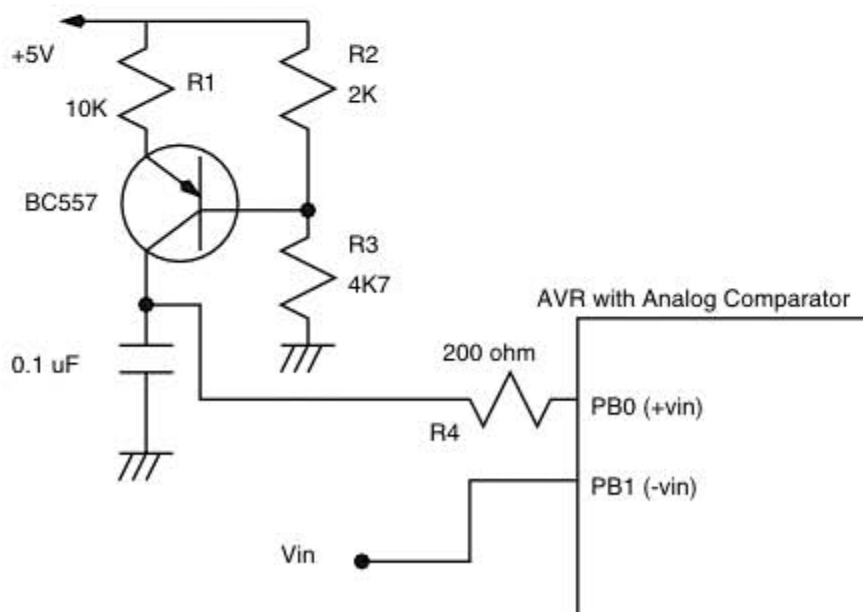 +5V
R1
10K
R2
2K
BC557
R3
4K7
0.1 uF
AVR with Analog Comparator
200 ohm
R4
PB0 (+vin)
PB1 (-vin)
Vin